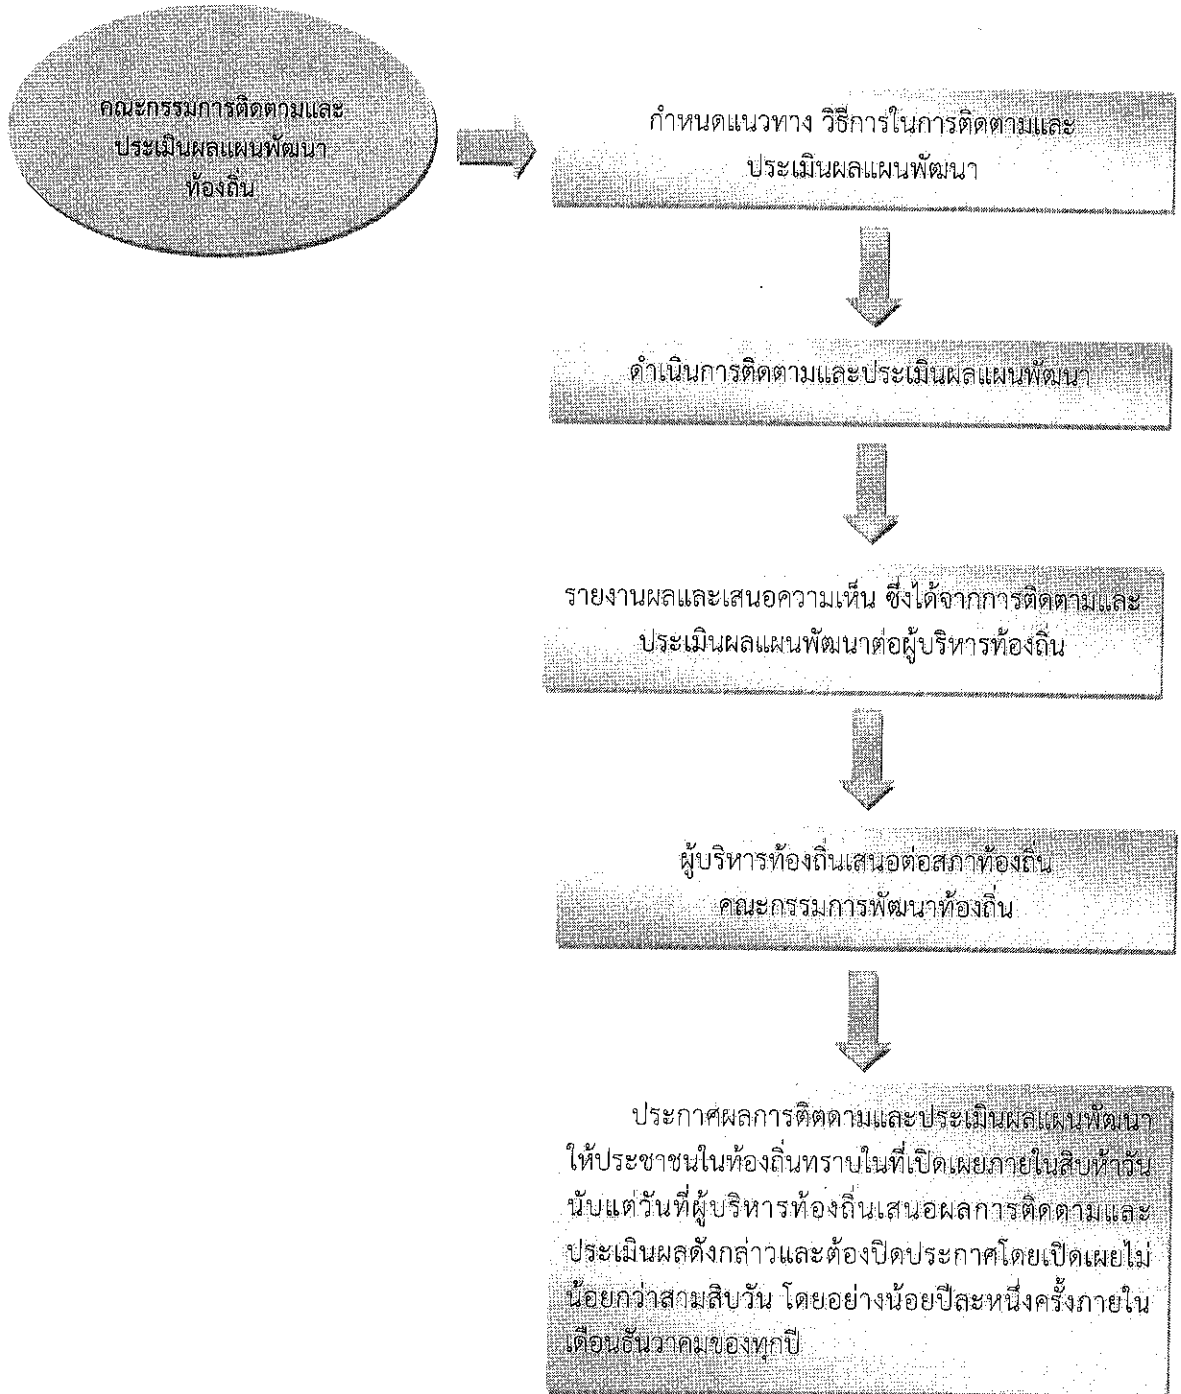 คณะกรรมการติดตามและ
ประเมินผลแผนพัฒนา
ท้องถิ่น
กำหนดแนวทาง วิธีการในการติดตามและ
ประเมินผลแผนพัฒนา
ดำเนินการติดตามและประเมินผลแผนพัฒนา
รายงานผลและเสนอความเห็น ซึ่งได้จากการติดตามและ
ประเมินผลแผนพัฒนาต่อผู้บริหารท้องถิ่น
ผู้บริหารท้องถิ่นเสนอต่อสภาท้องถิ่น
คณะกรรมการพัฒนาท้องถิ่น
ประกาศผลการติดตามและประเมินผลแผนพัฒนา
ให้ประชาชนในท้องถิ่นทราบในที่เปิดเผยภายในสิบห้าวัน
นับแต่วันที่ผู้บริหารท้องถิ่นเสนอผลการติดตามและ
ประเมินผลดังกล่าวและต้องปิดประกาศโดยเปิดเผยไม่
น้อยกว่าสามสิบวัน โดยอย่างน้อยปีละหนึ่งครั้งภายใน
เดือนธันวาคมของทุกปี